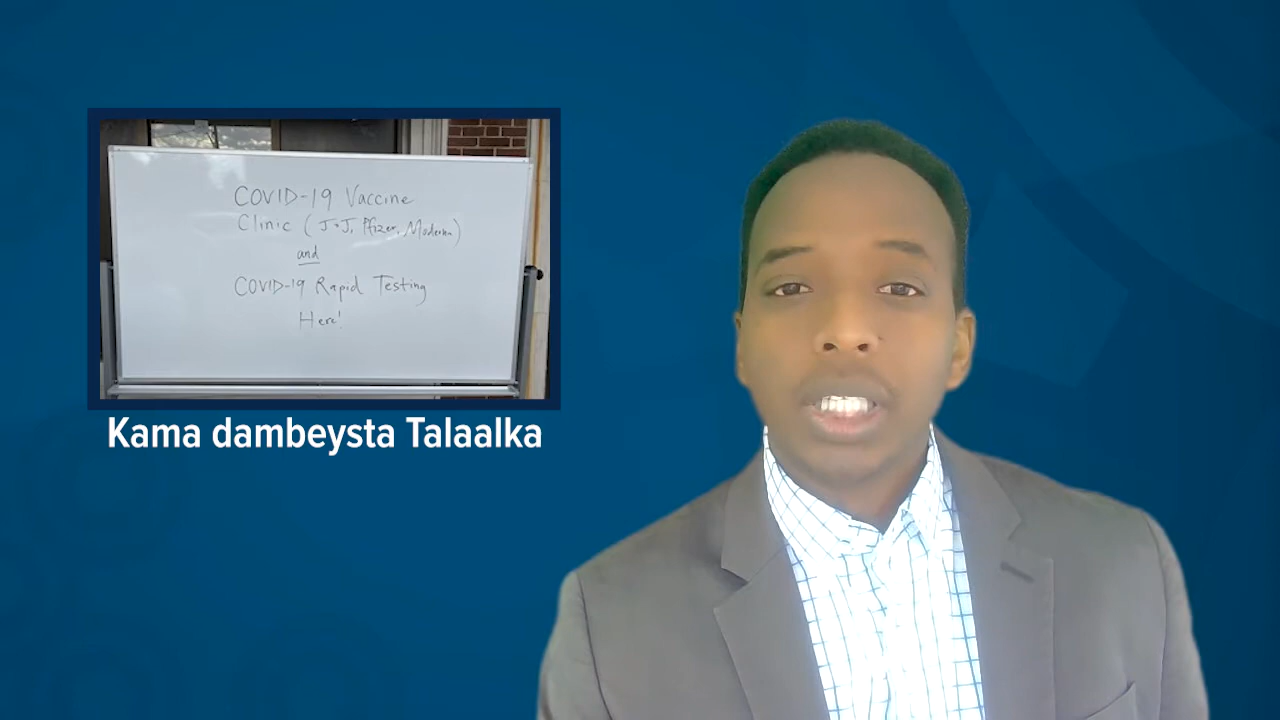 COVID-19 Vaccine
Clinic (J+J, Pfizer, Moderna)
and
COVID-19 Rapid Testing
Here!
Kama dambeysta Talaalka